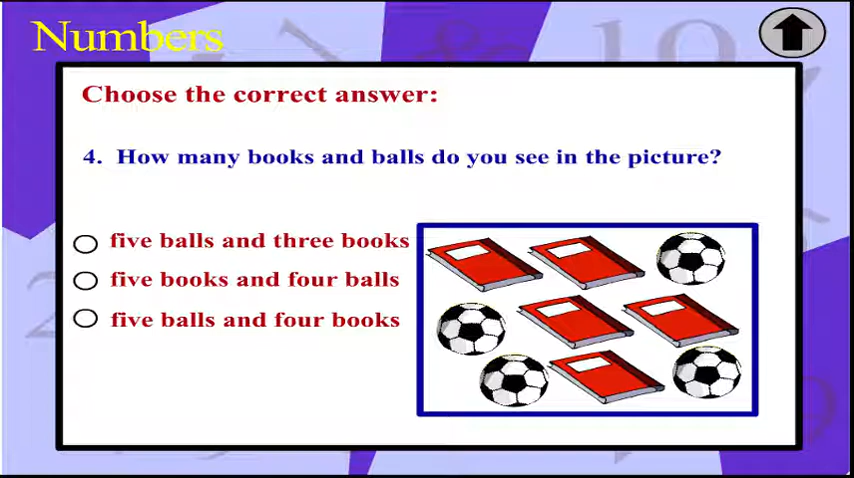 Numbers
Choose the correct answer:
4. How many books and balls do you see in the picture?
five balls and three books
five books and four balls
five balls and four books